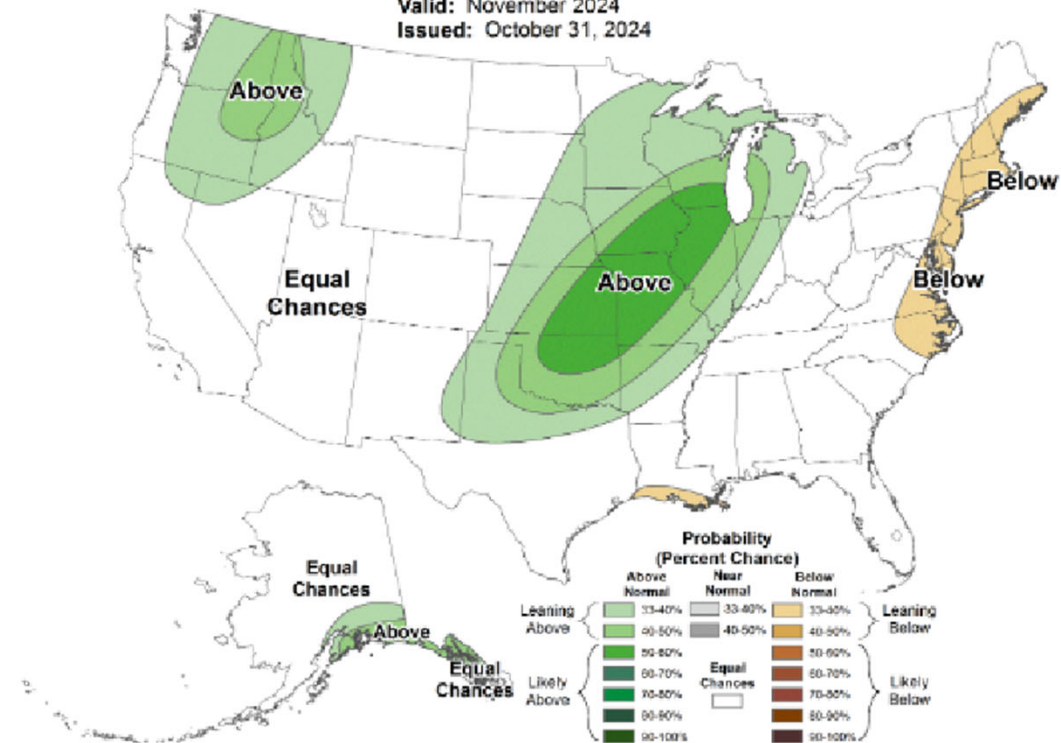 Valid: November 2024
Issued: October 31, 2024
Above
Below
Equal
Chances
Above
Below
Equal
Chances
Above
Equal
Chances
Probability
(Percent Chance)
Above
Normal
Near
Normal
Below
Normal
Leaning
Above
33-40%
33-40%
33-40%
Leaning
Below
40-50%
40-50%
40-50%
Likely
Above
50-60%
50-60%
Likely
Below
60-70%
Equal
Chances
60-70%
70-80%
70-80%
80-90%
80-90%
90-100%
90-100%